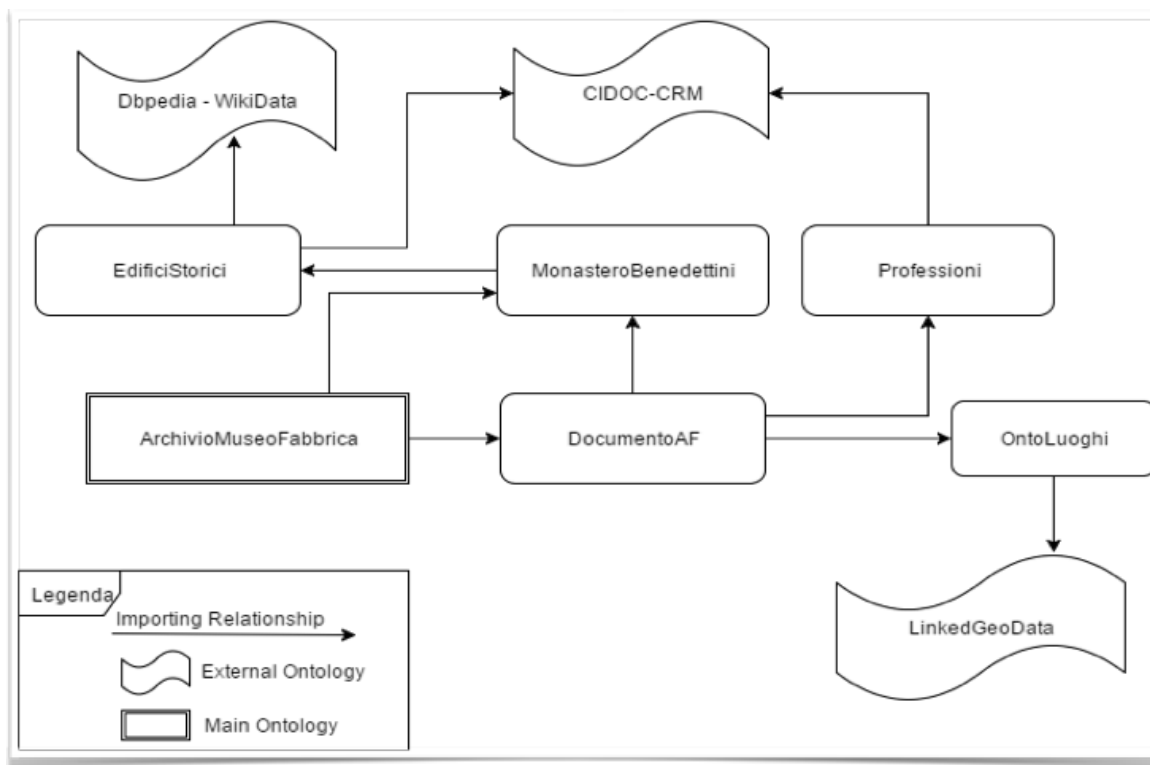 Dbpedia - WikiData
CIDOC-CRM
EdificiStorici
MonasteroBenedettini
Professioni
ArchivioMuseoFabbrica
DocumentoAF
OntoLuoghi
LinkedGeoData
Legenda
Importing Relationship
External Ontology
Main Ontology